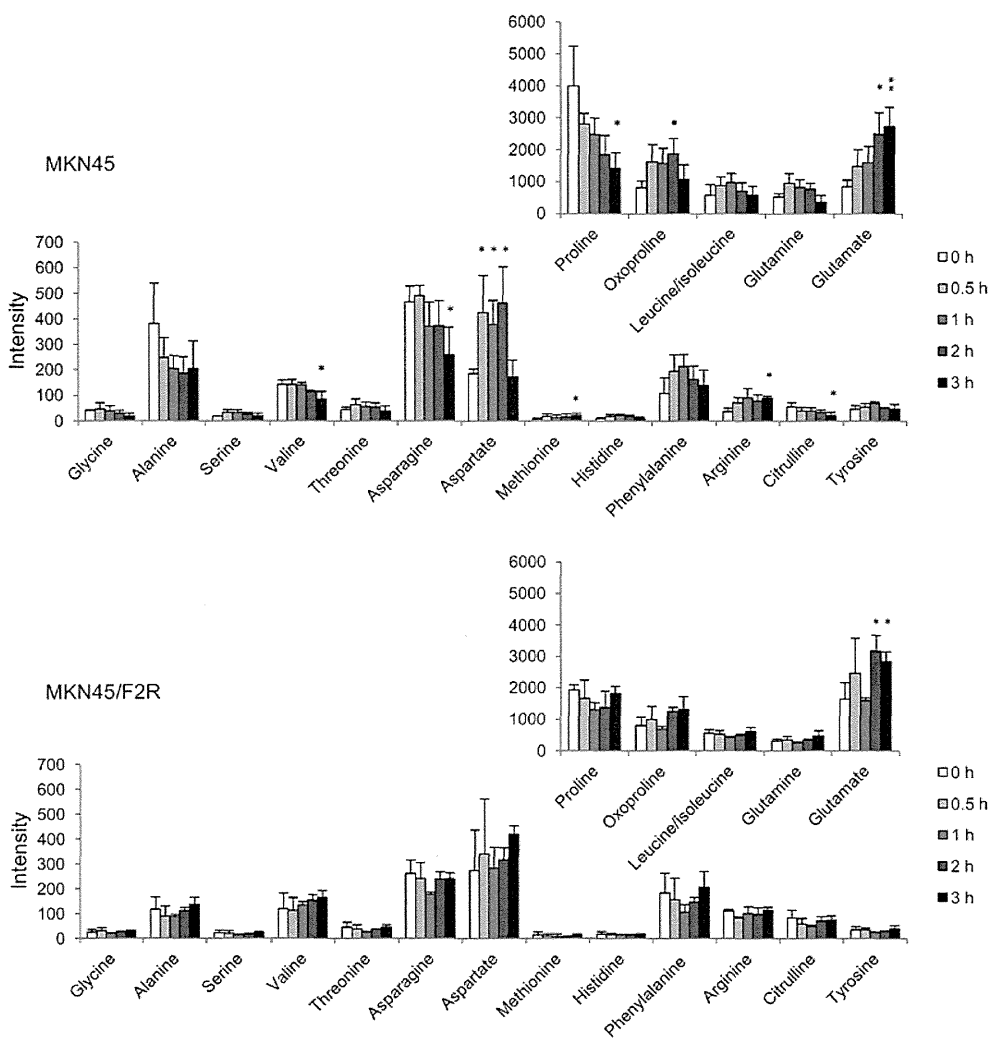 6000
5000
4000
3000
2000
1000
0
* * * * *
Proline
Oxoproline
Leucine/isoleucine
Glutamine
Glutamate
MKN45
700
600
500
400
300
200
100
0
Intensity
* * * * * * * *
Glycine
Alanine
Serine
Valine
Threonine
Asparagine
Aspartate
Methionine
Histidine
Phenylalanine
Arginine
Citrulline
Tyrosine
0 h
0.5 h
1 h
2 h
3 h
6000
5000
4000
3000
2000
1000
0
* *
Proline
Oxoproline
Leucine/isoleucine
Glutamine
Glutamate
MKN45/F2R
700
600
500
400
300
200
100
0
Intensity
Glycine
Alanine
Serine
Valine
Threonine
Asparagine
Aspartate
Methionine
Histidine
Phenylalanine
Arginine
Citrulline
Tyrosine
0 h
0.5 h
1 h
2 h
3 h